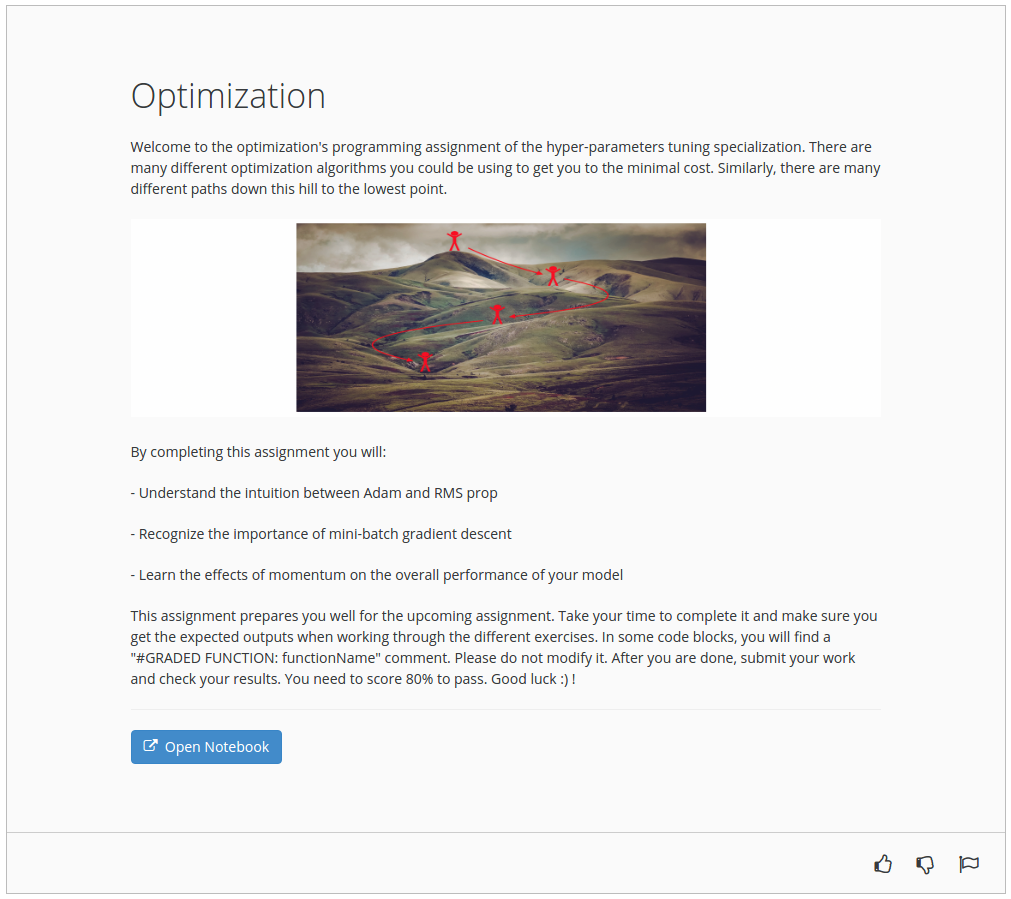 Optimization
Welcome to the optimization's programming assignment of the hyper-parameters tuning specialization. There are
many different optimization algorithms you could be using to get you to the minimal cost. Similarly, there are many
different paths down this hill to the lowest point.
By completing this assignment you will:
- Understand the intuition between Adam and RMS prop
- Recognize the importance of mini-batch gradient descent
- Learn the effects of momentum on the overall performance of your model
This assignment prepares you well for the upcoming assignment. Take your time to complete it and make sure you
get the expected outputs when working through the different exercises. In some code blocks, you will find a
"#GRADED FUNCTION: functionName" comment. Please do not modify it. After you are done, submit your work
and check your results. You need to score 80% to pass. Good luck :) !
Open Notebook